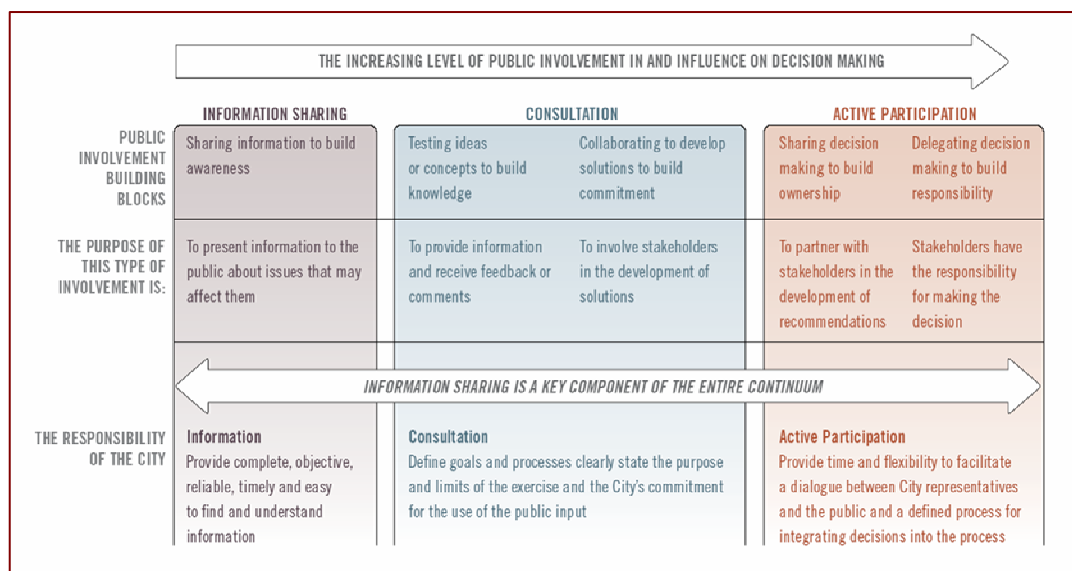 THE INCREASING LEVEL OF PUBLIC INVOLVEMENT IN AND INFLUENCE ON DECISION MAKING
INFORMATION SHARING
CONSULTATION
ACTIVE PARTICIPATION
PUBLIC
INVOLVEMENT
BUILDING
BLOCKS
Sharing information to build
awareness
Testing ideas
or concepts to build
knowledge
Collaborating to develop
solutions to build
commitment
Sharing decision
making to build
ownership
Delegating decision
making to build
responsibility
THE PURPOSE OF
THIS TYPE OF
INVOLVEMENT IS:
To present information to the
public about issues that may
affect them
To provide information
and receive feedback or
comments
To involve stakeholders
in the development of
solutions
To partner with
stakeholders in the
development of
recommendations
Stakeholders have
the responsibility
for making the
decision
INFORMATION SHARING IS A KEY COMPONENT OF THE ENTIRE CONTINUUM
THE RESPONSIBILITY
OF THE CITY
Information
Provide complete, objective,
reliable, timely and easy
to find and understand
information
Consultation
Define goals and processes clearly state the purpose
and limits of the exercise and the City's commitment
for the use of the public input
Active Participation
Provide time and flexibility to facilitate
a dialogue between City representatives
and the public and a defined process for
integrating decisions into the process